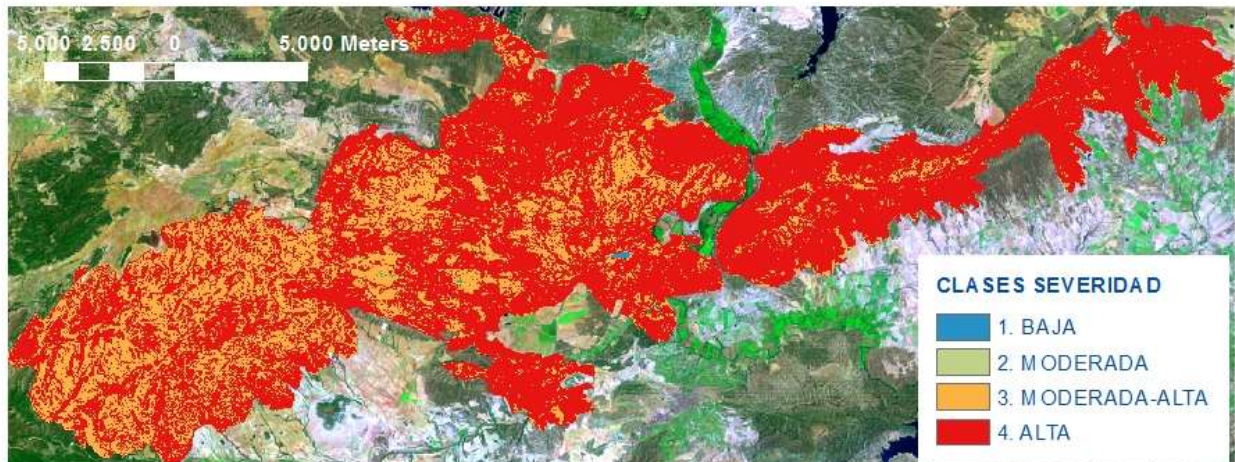 5,000 2.500 0 5,000 Meters
CLASES SEVERIDAD
1. BAJA
2. MODERADA
3. MODERADA-ALTA
4. ALTA